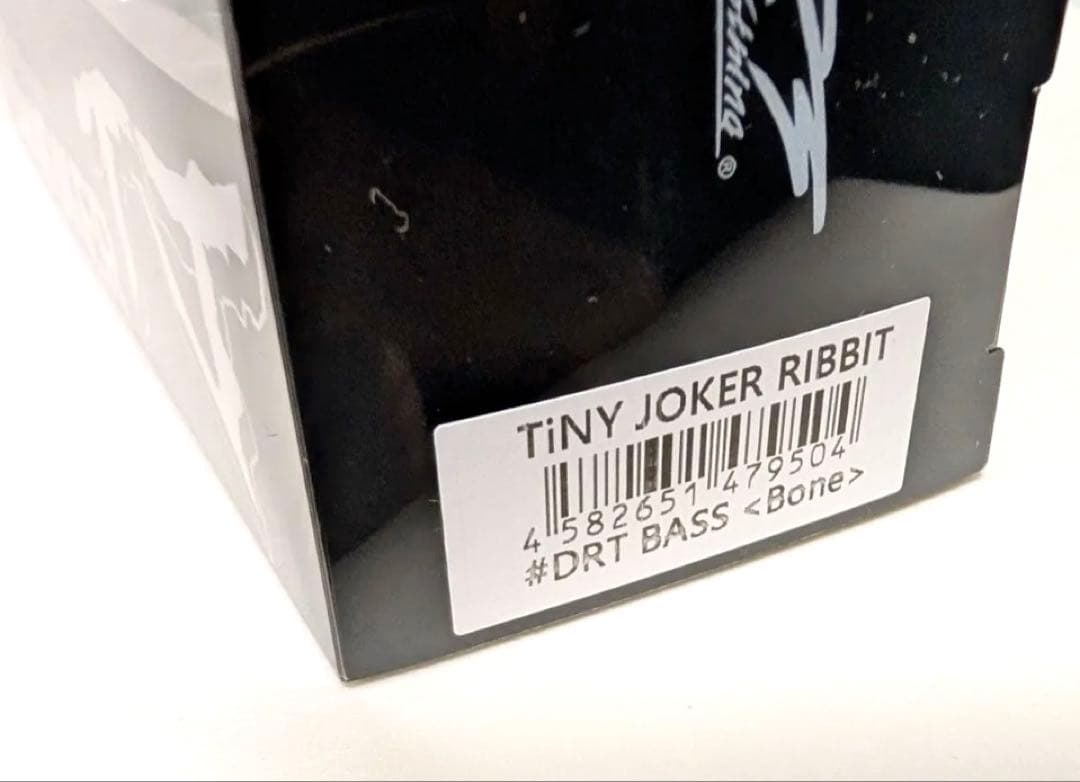 TiNY JOKER RIBBIT
4 582651 479504
#DRT BASS <Bone>
®